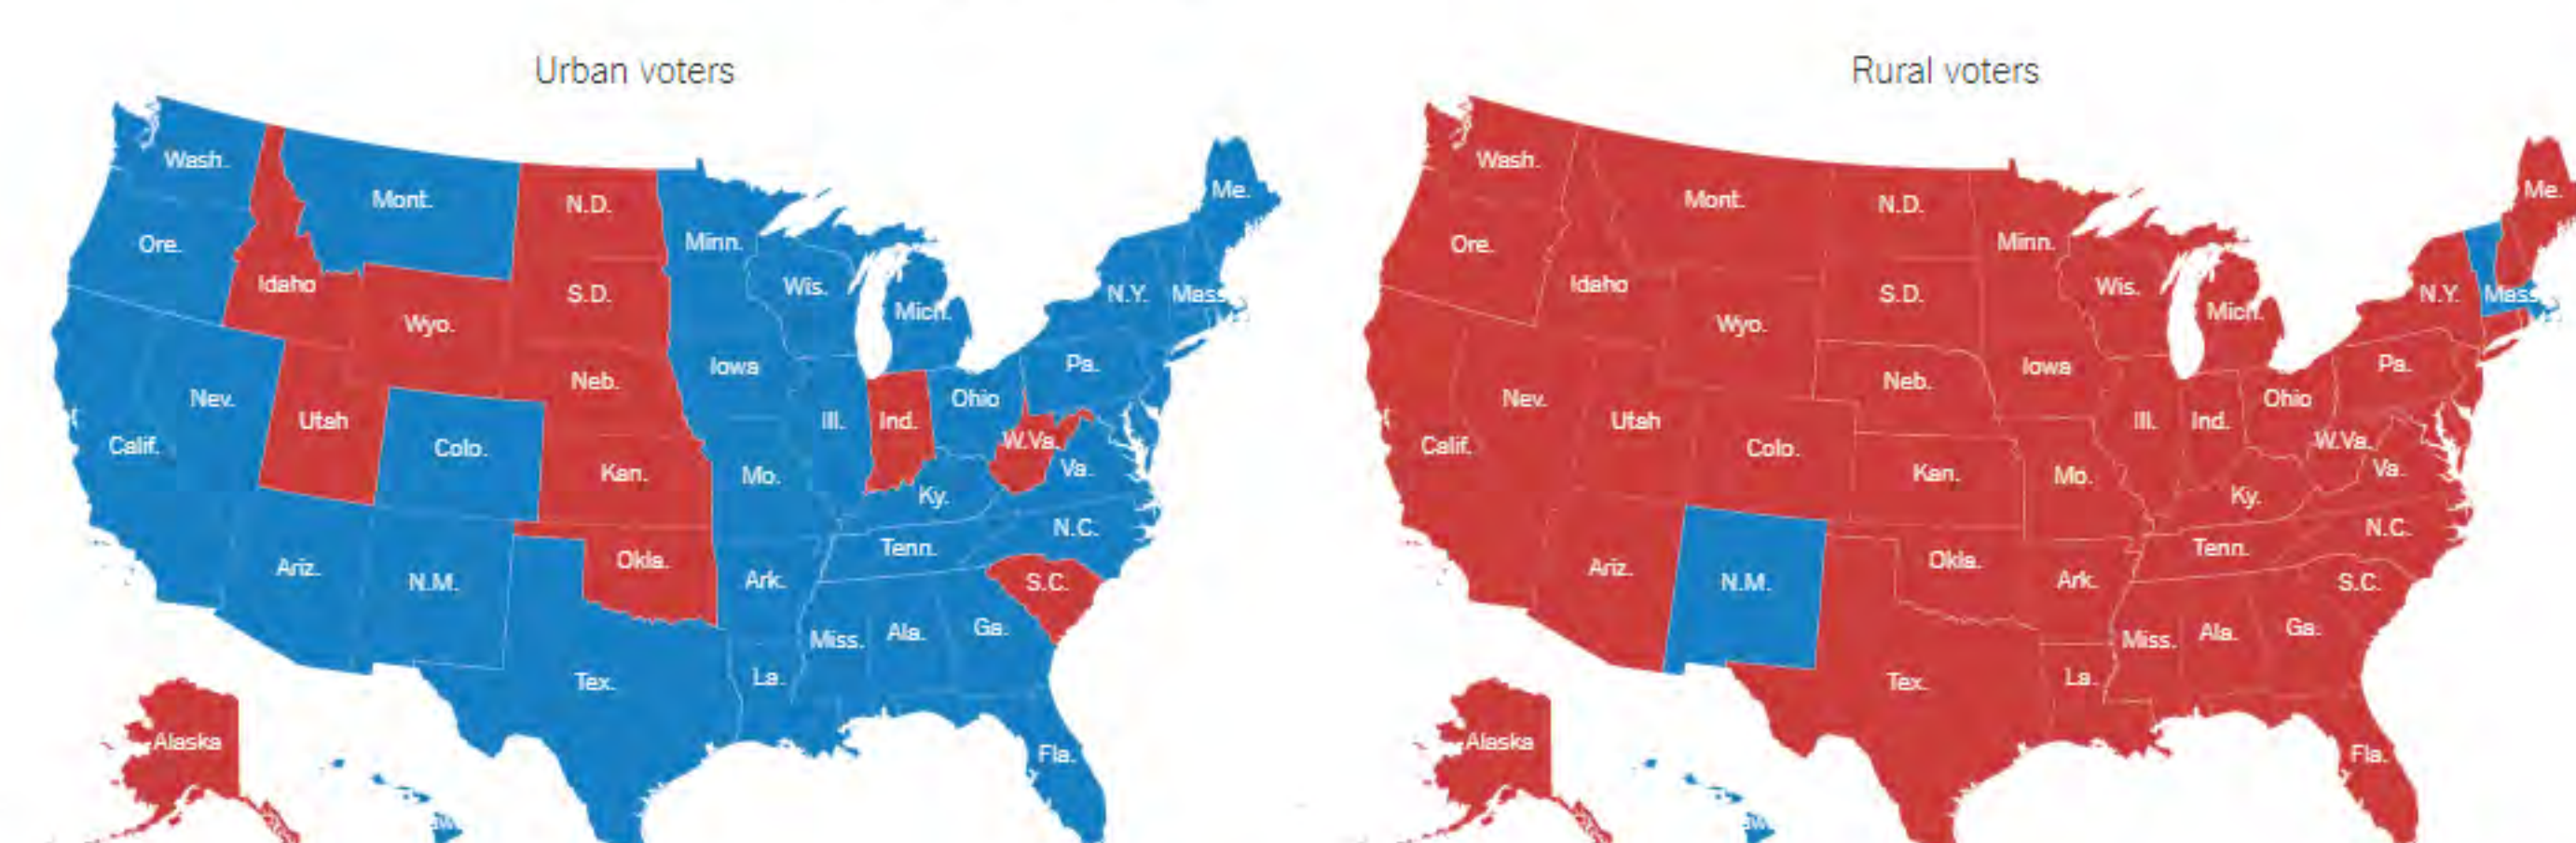 Urban voters
Wash.
Mont.
N.D.
Me.
Ore.
Minn.
Idaho
S.D.
Wis.
N.Y.
Mass.
Wyo.
Mich.
Iowa
Pa.
Neb.
Nev.
Ohio
Utah
Ill.
Ind.
Calif.
Colo.
W.Va.
Va.
Kan.
Mo.
Ky.
N.C.
Tenn.
Ariz.
N.M.
Okla.
Ark.
S.C.
Miss.
Ala.
Ga.
Tex.
La.
Alaska
Fla.
Rural voters
Wash.
Mont.
N.D.
Me.
Ore.
Minn.
Idaho
S.D.
Wis.
N.Y.
Mass.
Wyo.
Mich.
Iowa
Pa.
Neb.
Nev.
Ohio
Utah
Ill.
Ind.
Calif.
Colo.
W.Va.
Va.
Kan.
Mo.
Ky.
N.C.
Tenn.
Ariz.
N.M.
Okla.
Ark.
S.C.
Miss.
Ala.
Ga.
Tex.
La.
Alaska
Fla.